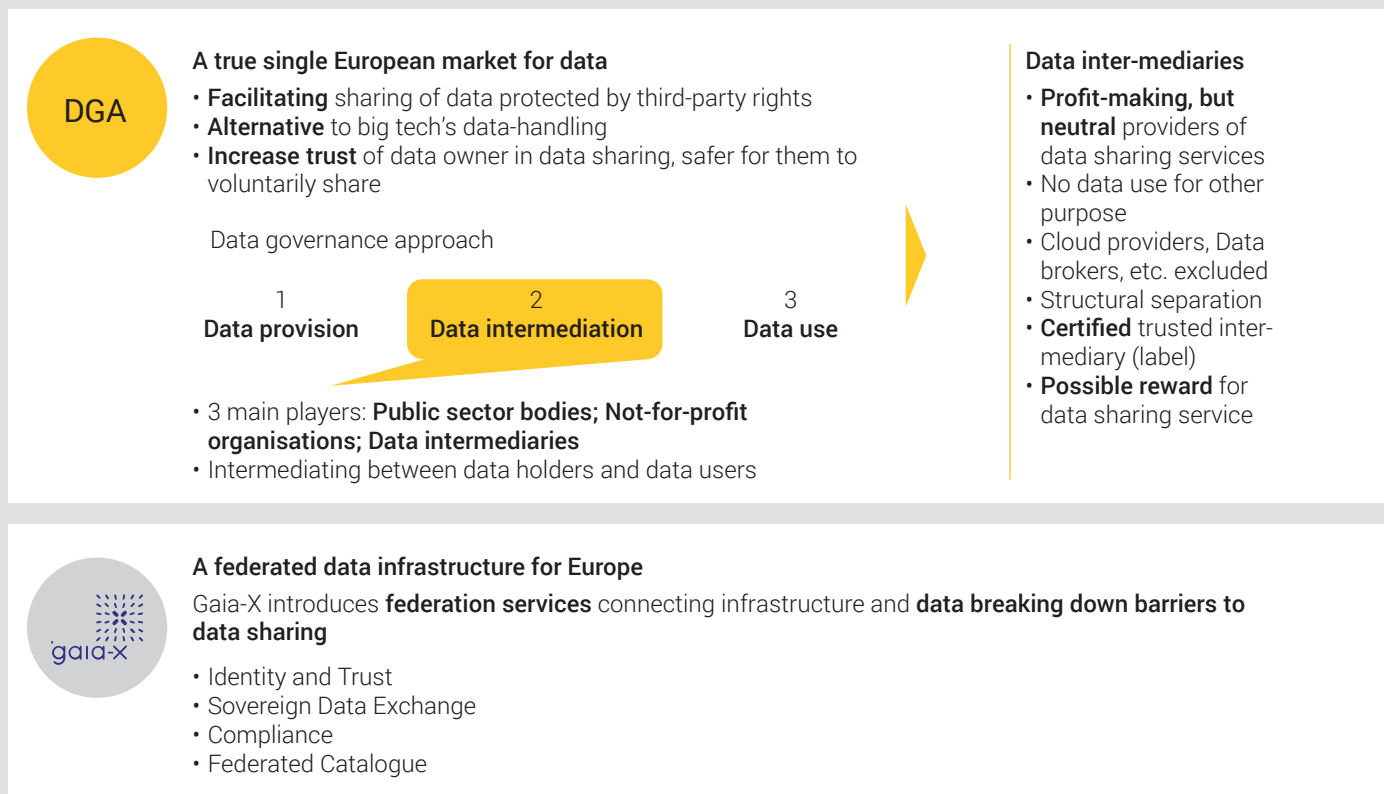 DGA
A true single European market for data
• Facilitating sharing of data protected by third-party rights
• Alternative to big tech's data-handling
• Increase trust of data owner in data sharing, safer for them to
voluntarily share
Data governance approach
1
Data provision
2
Data intermediation
3
Data use
• 3 main players: Public sector bodies; Not-for-profit
organisations; Data intermediaries
• Intermediating between data holders and data users
Data inter-mediaries
• Profit-making, but
neutral providers of
data sharing services
• No data use for other
purpose
• Cloud providers, Data
brokers, etc. excluded
• Structural separation
• Certified trusted inter-
mediary (label)
• Possible reward for
data sharing service
gaia-x
A federated data infrastructure for Europe
Gaia-X introduces federation services connecting infrastructure and data breaking down barriers to
data sharing
• Identity and Trust
• Sovereign Data Exchange
• Compliance
• Federated Catalogue